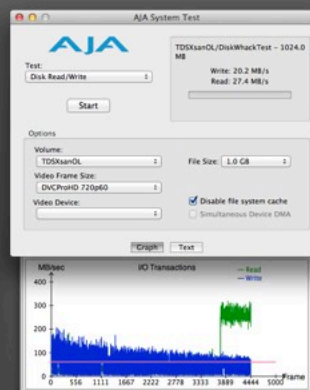 AJA System Test
AJA
TDSXsanOL/DiskWhackTest - 1024.0
MB
Write: 20.2 MB/s
Read: 27.4 MB/s
Test:
Disk Read/Write
Start
Options
Volume:
TDSXsanOL
File Size: 1.0 GB
Video Frame Size:
DVCProHD 720p60
Video Device:
Disable file system cache
Simultaneous Device DMA
Graph Text
MB/sec I/O Transactions
Read
Write
400
300
200
100
0
0 556 1111 1667 2222 2778 3333 3889 4444 5000 Frame